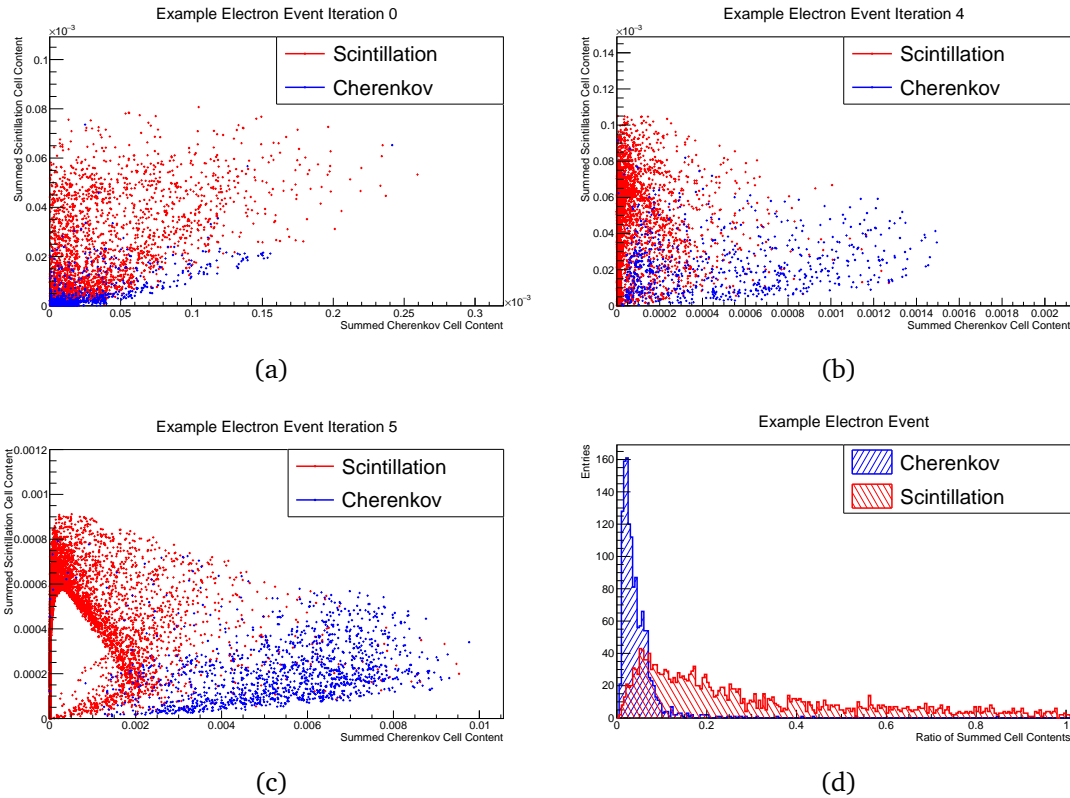 Example Electron Event Iteration 0
×10⁻³
Summed Scintillation Cell Content
0.1
0.08
0.06
0.04
0.02
0
Scintillation
Cherenkov
0 0.05 0.1 0.15 0.2 0.25 0.3
×10⁻³
Summed Cherenkov Cell Content
(a)
Example Electron Event Iteration 4
×10⁻³
Summed Scintillation Cell Content
0.14
0.12
0.1
0.08
0.06
0.04
0.02
0
Scintillation
Cherenkov
0 0.0002 0.0004 0.0006 0.0008 0.001 0.0012 0.0014 0.0016 0.0018 0.002
Summed Cherenkov Cell Content
(b)
Example Electron Event Iteration 5
Summed Scintillation Cell Content
0.0012
0.001
0.0008
0.0006
0.0004
0.0002
0
Scintillation
Cherenkov
0 0.002 0.004 0.006 0.008 0.01
Summed Cherenkov Cell Content
(c)
Example Electron Event
Entries
160
140
120
100
80
60
40
20
0
Cherenkov
Scintillation
0 0.2 0.4 0.6 0.8 1
Ratio of Summed Cell Contents
(d)